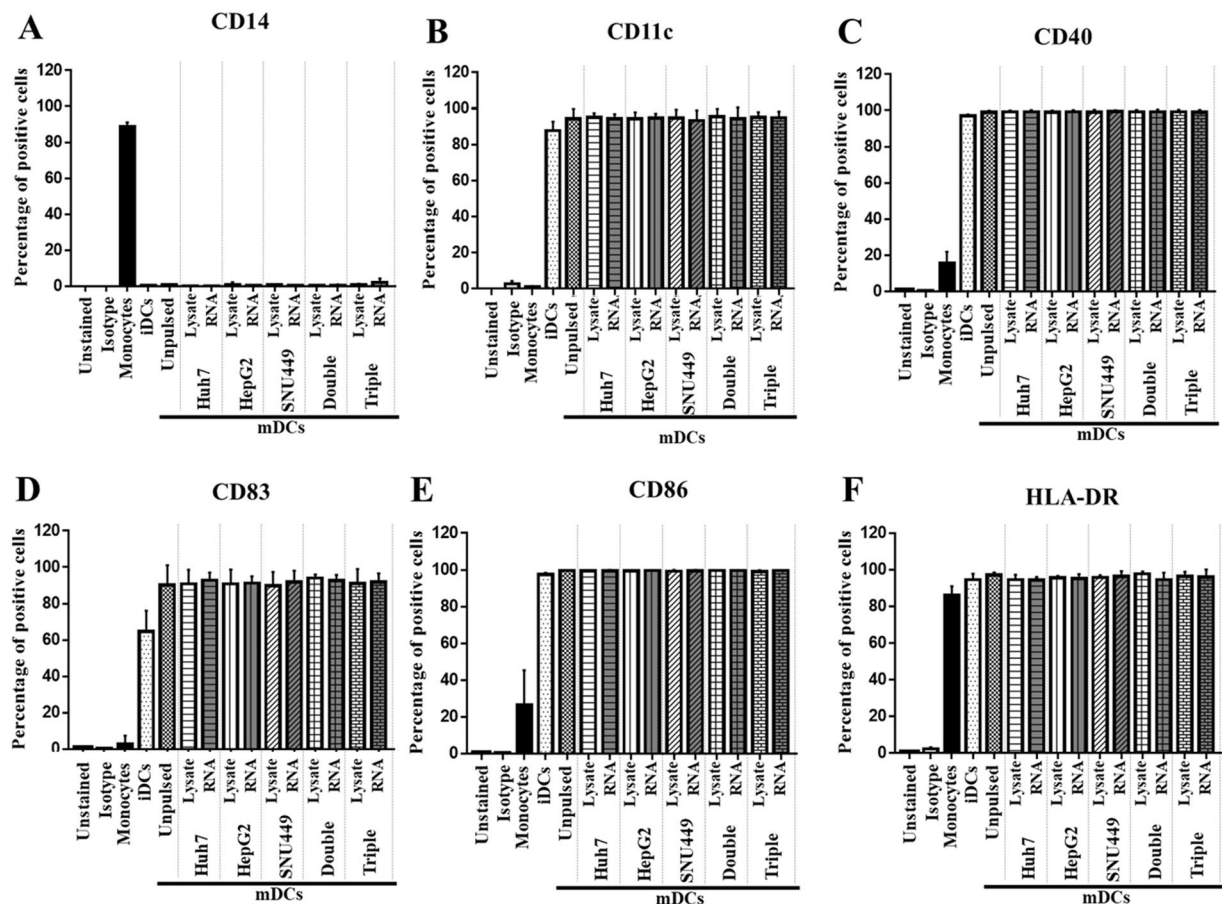 A
CD14
Percentage of positive cells
120
100
80
60
40
20
0
Unstained
Isotype
Monocytes
iDCs
Unpulsed
Lysate
RNA
Lysate
RNA
Lysate
RNA
Lysate
RNA
Lysate
RNA
Huh7
HepG2
SNU449
Double
Triple
mDCs
B
CD11c
Percentage of positive cells
120
100
80
60
40
20
0
Unstained
Isotype
Monocytes
iDCs
Unpulsed
Lysate
RNA
Lysate
RNA
Lysate
RNA
Lysate
RNA
Lysate
RNA
Huh7
HepG2
SNU449
Double
Triple
mDCs
C
CD40
Percentage of positive cells
120
100
80
60
40
20
0
Unstained
Isotype
Monocytes
iDCs
Unpulsed
Lysate
RNA
Lysate
RNA
Lysate
RNA
Lysate
RNA
Lysate
RNA
Huh7
HepG2
SNU449
Double
Triple
mDCs
D
CD83
Percentage of positive cells
120
100
80
60
40
20
0
Unstained
Isotype
Monocytes
iDCs
Unpulsed
Lysate
RNA
Lysate
RNA
Lysate
RNA
Lysate
RNA
Lysate
RNA
Huh7
HepG2
SNU449
Double
Triple
mDCs
E
CD86
Percentage of positive cells
120
100
80
60
40
20
0
Unstained
Isotype
Monocytes
iDCs
Unpulsed
Lysate
RNA
Lysate
RNA
Lysate
RNA
Lysate
RNA
Lysate
RNA
Huh7
HepG2
SNU449
Double
Triple
mDCs
F
HLA-DR
Percentage of positive cells
120
100
80
60
40
20
0
Unstained
Isotype
Monocytes
iDCs
Unpulsed
Lysate
RNA
Lysate
RNA
Lysate
RNA
Lysate
RNA
Lysate
RNA
Huh7
HepG2
SNU449
Double
Triple
mDCs